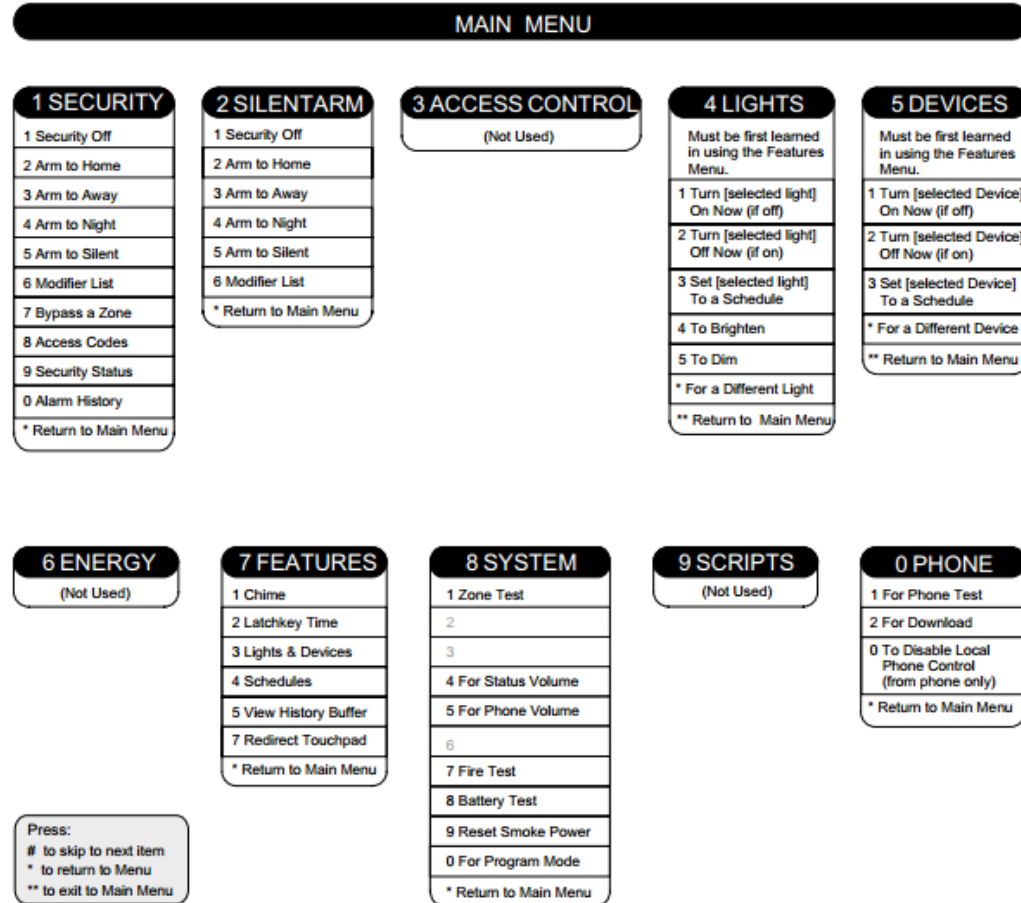 MAIN MENU
1 SECURITY
1 Security Off
2 Arm to Home
3 Arm to Away
4 Arm to Night
5 Arm to Silent
6 Modifier List
7 Bypass a Zone
8 Access Codes
9 Security Status
0 Alarm History
* Return to Main Menu
2 SILENTARM
1 Security Off
2 Arm to Home
3 Arm to Away
4 Arm to Night
5 Arm to Silent
6 Modifier List
* Return to Main Menu
3 ACCESS CONTROL
(Not Used)
4 LIGHTS
Must be first learned
in using the Features
Menu.
1 Turn [selected light]
On Now (if off)
2 Turn [selected light]
Off Now (if on)
3 Set [selected light]
To a Schedule
4 To Brighten
5 To Dim
* For a Different Light
** Return to Main Menu
5 DEVICES
Must be first learned
in using the Features
Menu.
1 Turn [selected Device]
On Now (if off)
2 Turn [selected Device]
Off Now (if on)
3 Set [selected Device]
To a Schedule
* For a Different Device
** Return to Main Menu
6 ENERGY
(Not Used)
7 FEATURES
1 Chime
2 Latchkey Time
3 Lights & Devices
4 Schedules
5 View History Buffer
7 Redirect Touchpad
* Return to Main Menu
8 SYSTEM
1 Zone Test
2
3
4 For Status Volume
5 For Phone Volume
6
7 Fire Test
8 Battery Test
9 Reset Smoke Power
0 For Program Mode
* Return to Main Menu
9 SCRIPTS
(Not Used)
0 PHONE
1 For Phone Test
2 For Download
0 To Disable Local
Phone Control
(from phone only)
* Return to Main Menu
Press:
# to skip to next item
* to return to Menu
** to exit to Main Menu